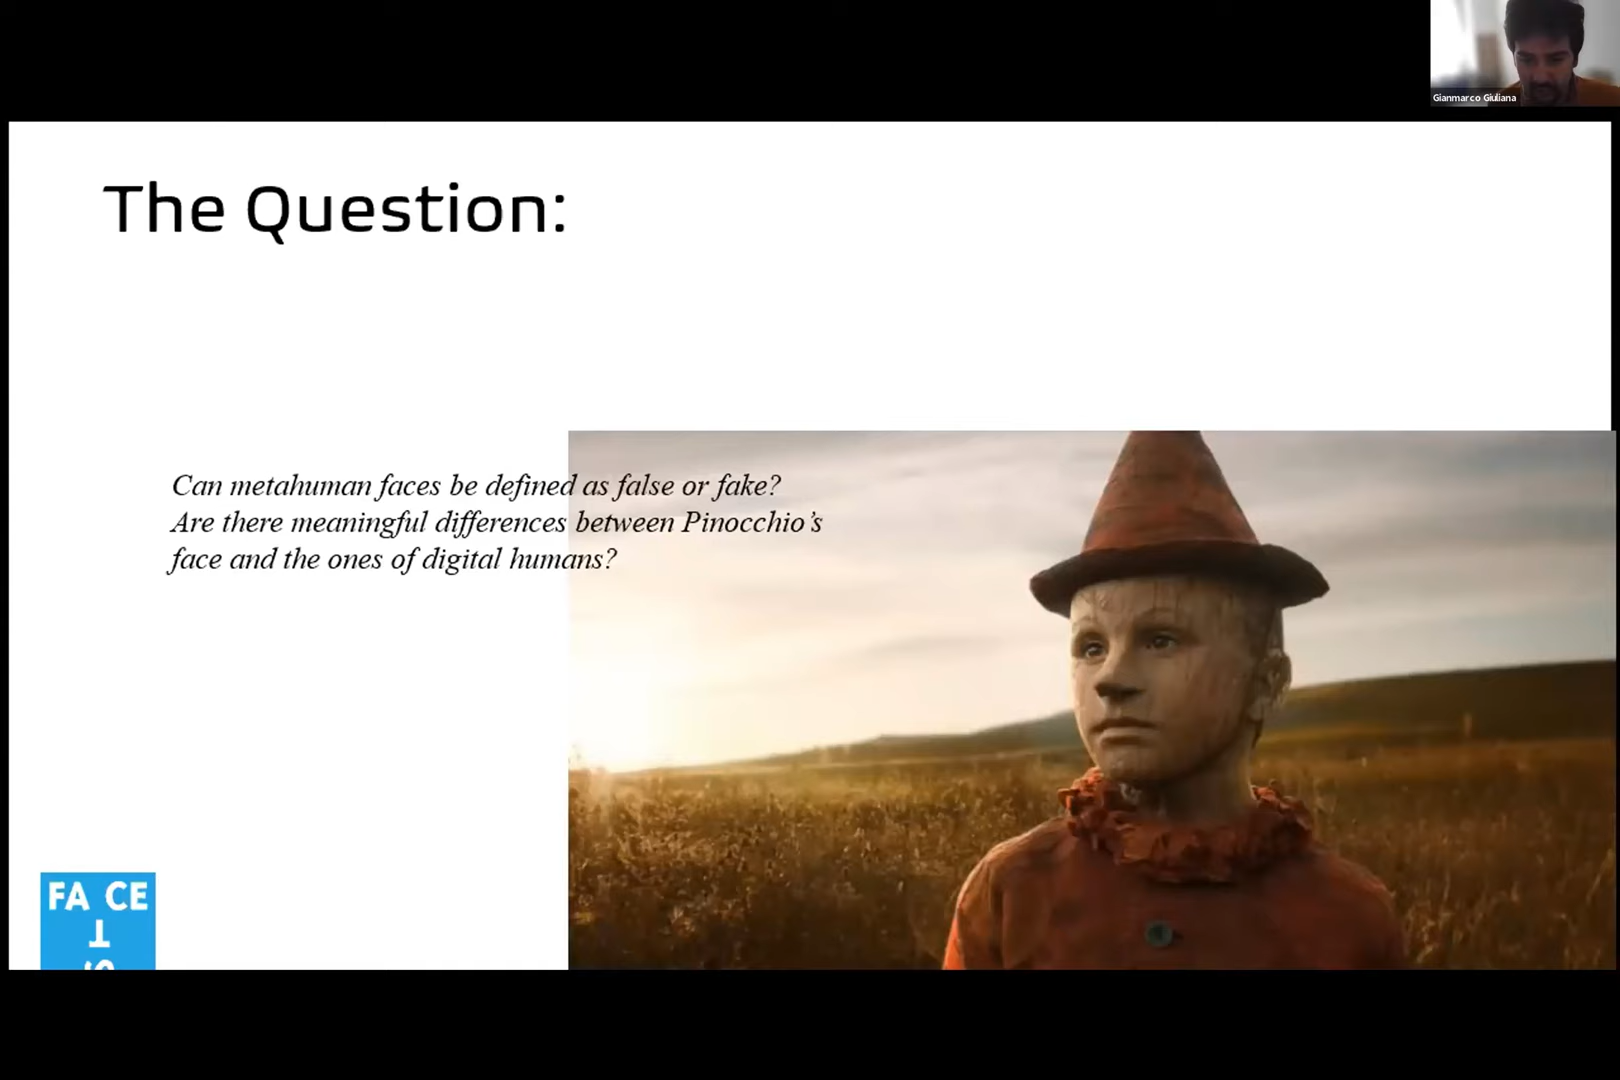 Gianmarco Giuliana
The Question:
Can metahuman faces be defined as false or fake?
Are there meaningful differences between Pinocchio’s
face and the ones of digital humans?
FA CE
T
S